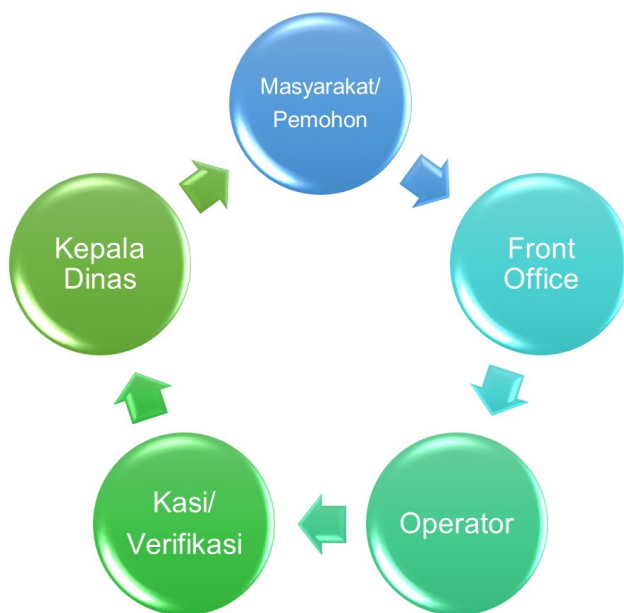 Masyarakat/
Pemohon
Front
Office
Operator
Kasi/
Verifikasi
Kepala
Dinas